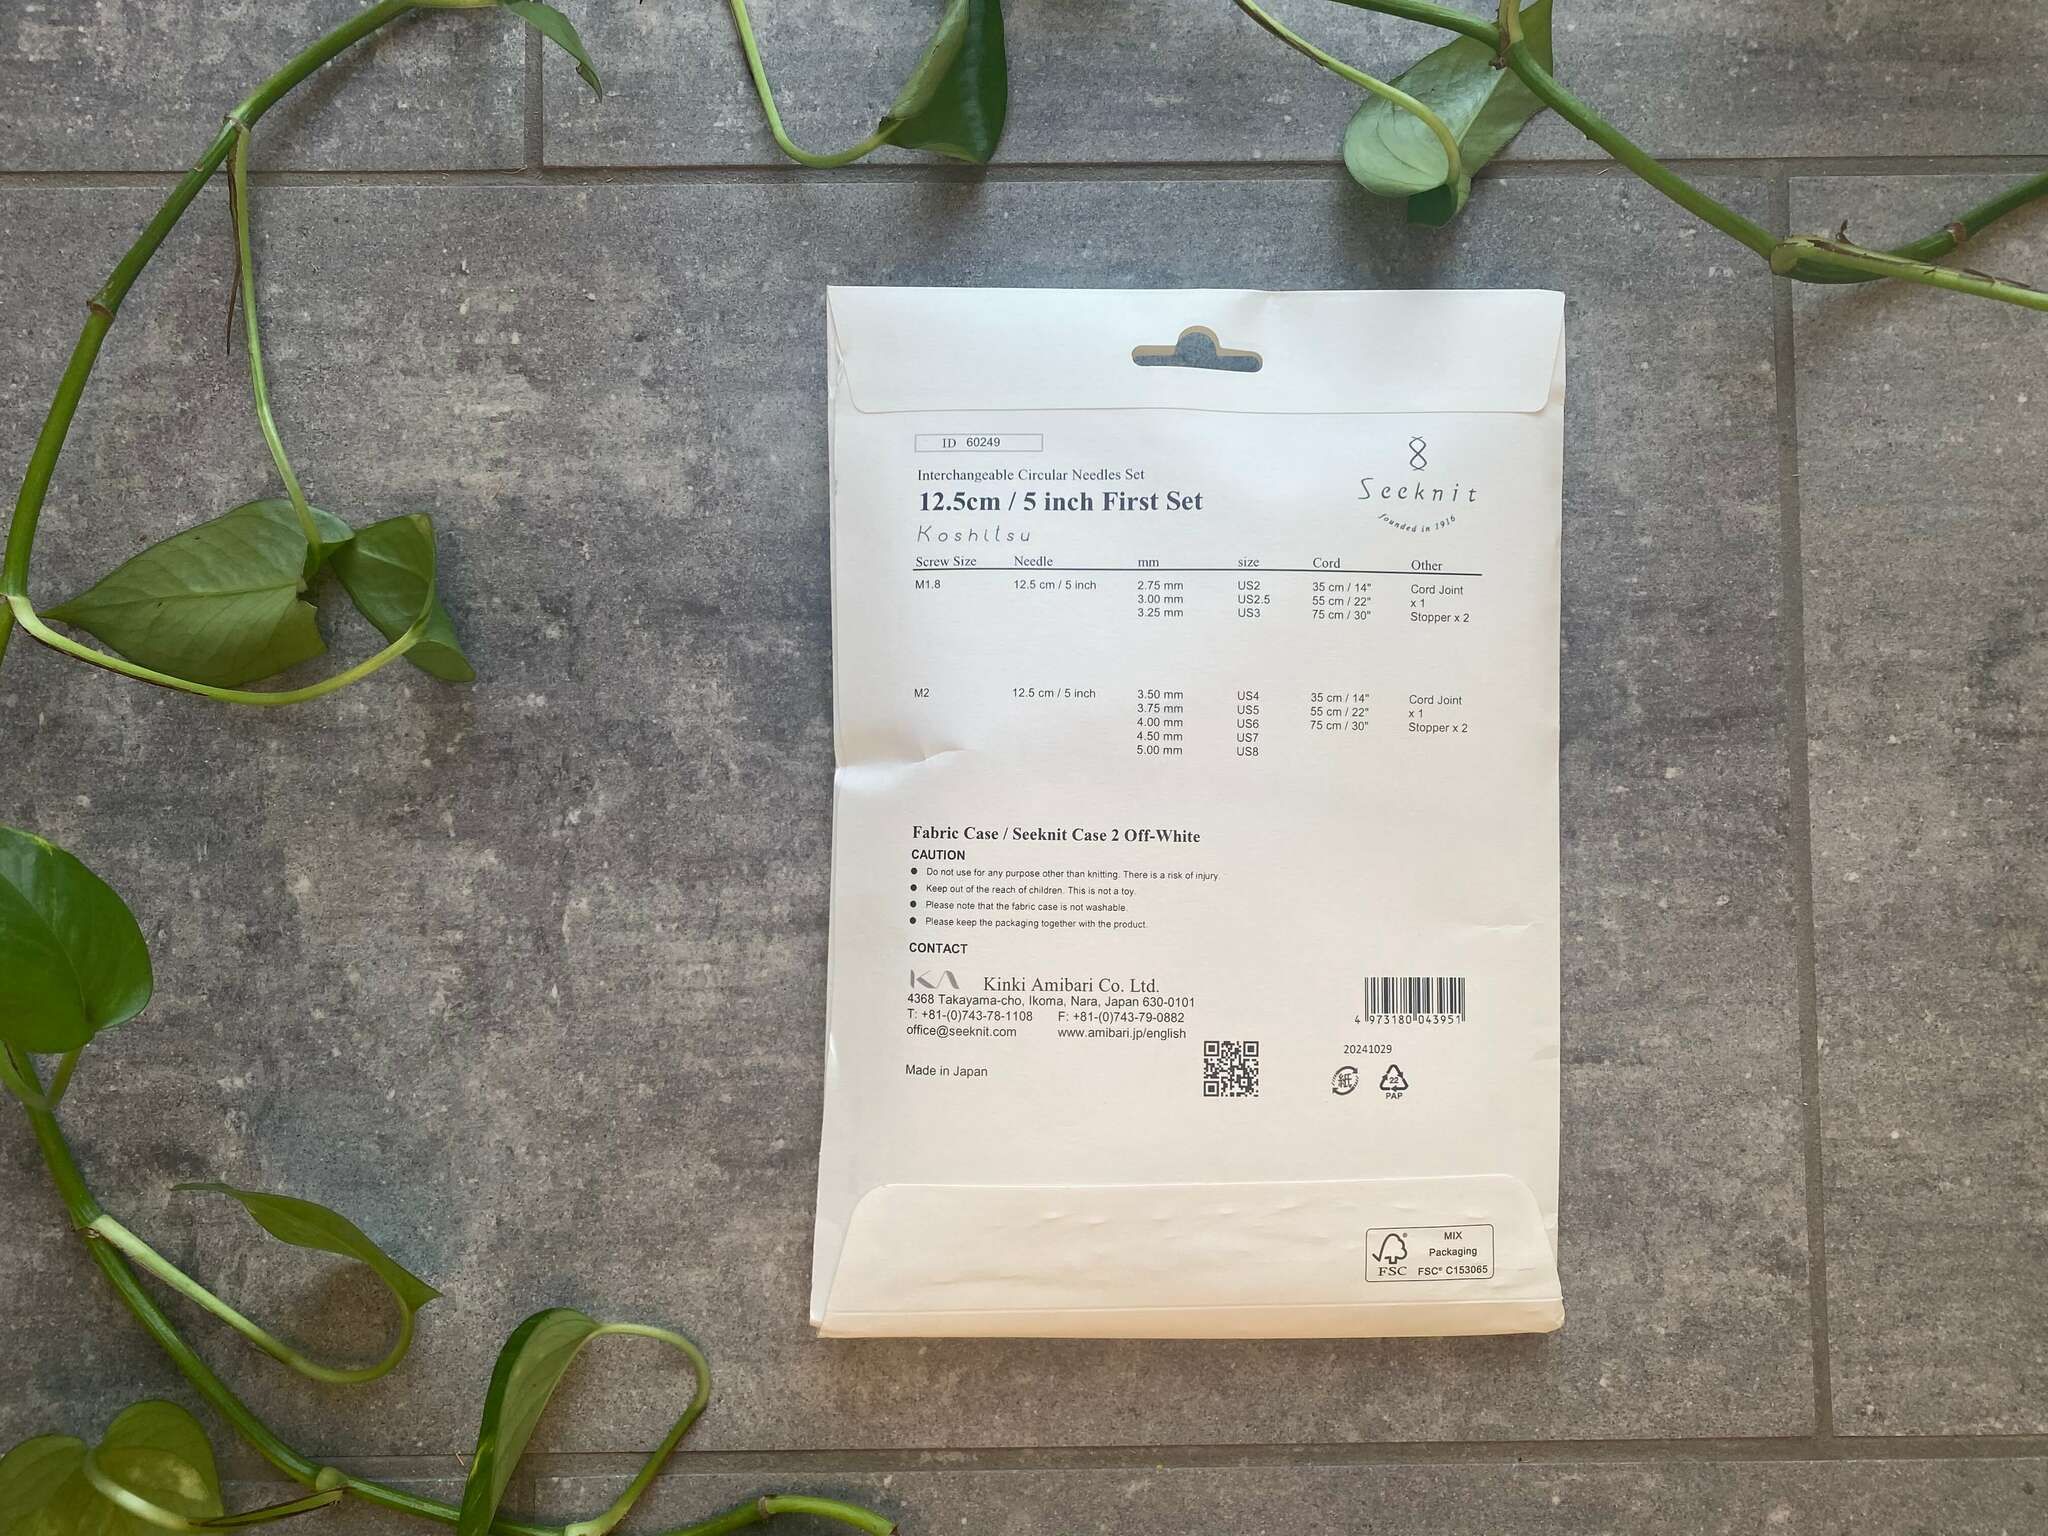 ID 60249
Interchangeable Circular Needles Set
12.5cm / 5 inch First Set
Koshitsu
Seeknit
founded in 1916
Screw Size Needle mm size Cord Other
M1.8 12.5 cm / 5 inch 2.75 mm US2 35 cm / 14" Cord Joint
3.00 mm US2.5 55 cm / 22" x 1
3.25 mm US3 75 cm / 30" Stopper x 2
M2 12.5 cm / 5 inch 3.50 mm US4 35 cm / 14" Cord Joint
3.75 mm US5 55 cm / 22" x 1
4.00 mm US6 75 cm / 30" Stopper x 2
4.50 mm US7
5.00 mm US8
Fabric Case / Seeknit Case 2 Off-White
CAUTION
● Do not use for any purpose other than knitting. There is a risk of injury.
● Keep out of the reach of children. This is not a toy.
● Please note that the fabric case is not washable.
● Please keep the packaging together with the product.
CONTACT
KA Kinki Amibari Co. Ltd.
4368 Takayama-cho, Ikoma, Nara, Japan 630-0101
T: +81-(0)743-78-1108 F: +81-(0)743-79-0882
office@seeknit.com www.amibari.jp/english
Made in Japan
4 973180 043951
20241029
紙
22
PAP
MIX
Packaging
FSC FSC® C153065